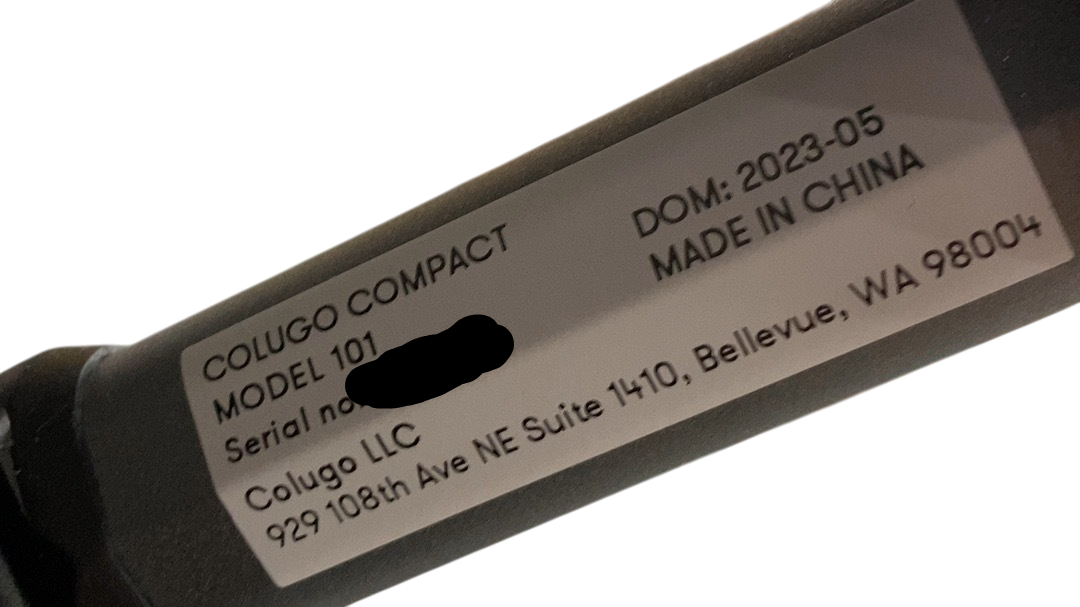 COLUGO COMPACT
MODEL 101
Serial no.
DOM: 2023-05
MADE IN CHINA
Colugo LLC
929 108th Ave NE Suite 1410, Bellevue, WA 98004